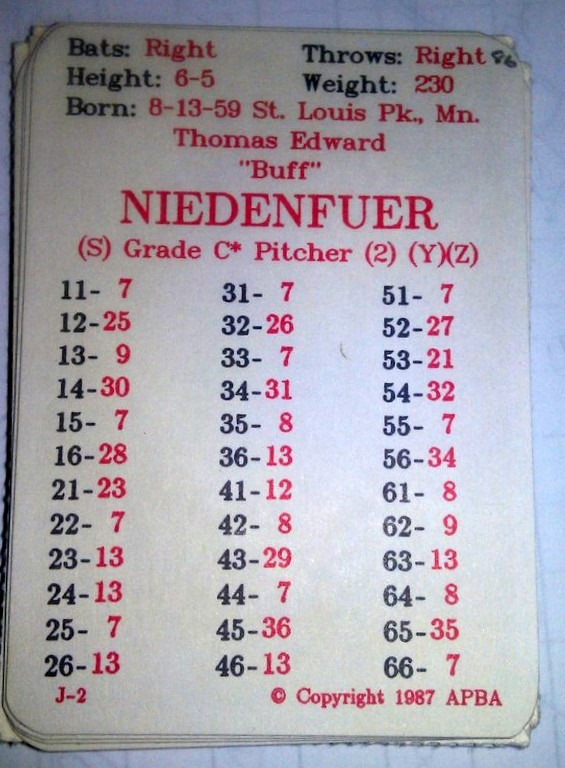 Bats: Right Throws: Right 86
Height: 6-5 Weight: 230
Born: 8-13-59 St. Louis Pk., Mn.
Thomas Edward
"Buff"
NIEDENFUER
(S) Grade C* Pitcher (2) (Y)(Z)
11- 7 31- 7 51- 7
12-25 32-26 52-27
13- 9 33- 7 53-21
14-30 34-31 54-32
15- 7 35- 8 55- 7
16-28 36-13 56-34
21-23 41-12 61- 8
22- 7 42- 8 62- 9
23-13 43-29 63-13
24-13 44- 7 64- 8
25- 7 45-36 65-35
26-13 46-13 66- 7
J-2 © Copyright 1987 APBA